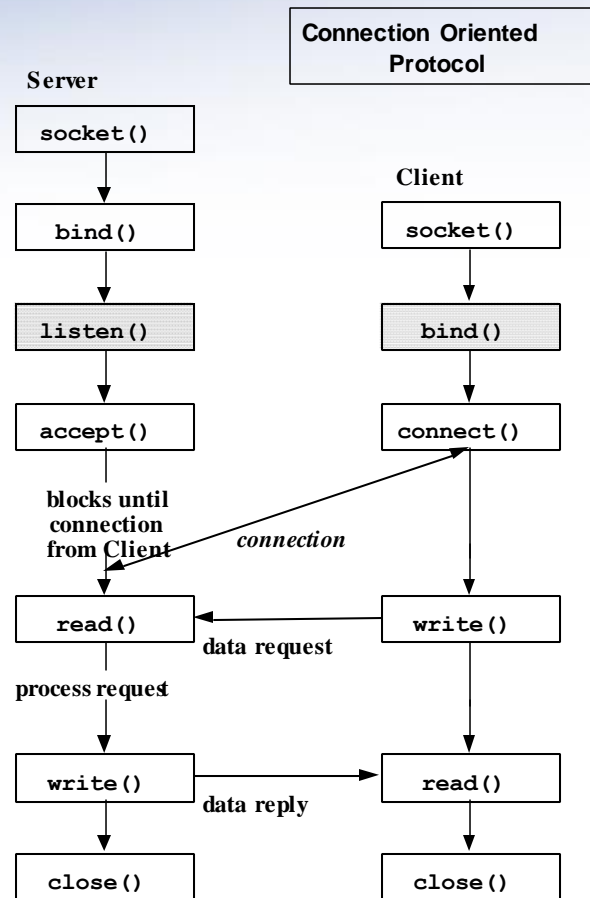 Connection Oriented
Protocol
Server
socket()
Client
bind()
socket()
listen()
bind()
accept()
connect()
blocks until
connection
from Client
connection
read()
write()
data request
process request
write()
read()
data reply
close()
close()